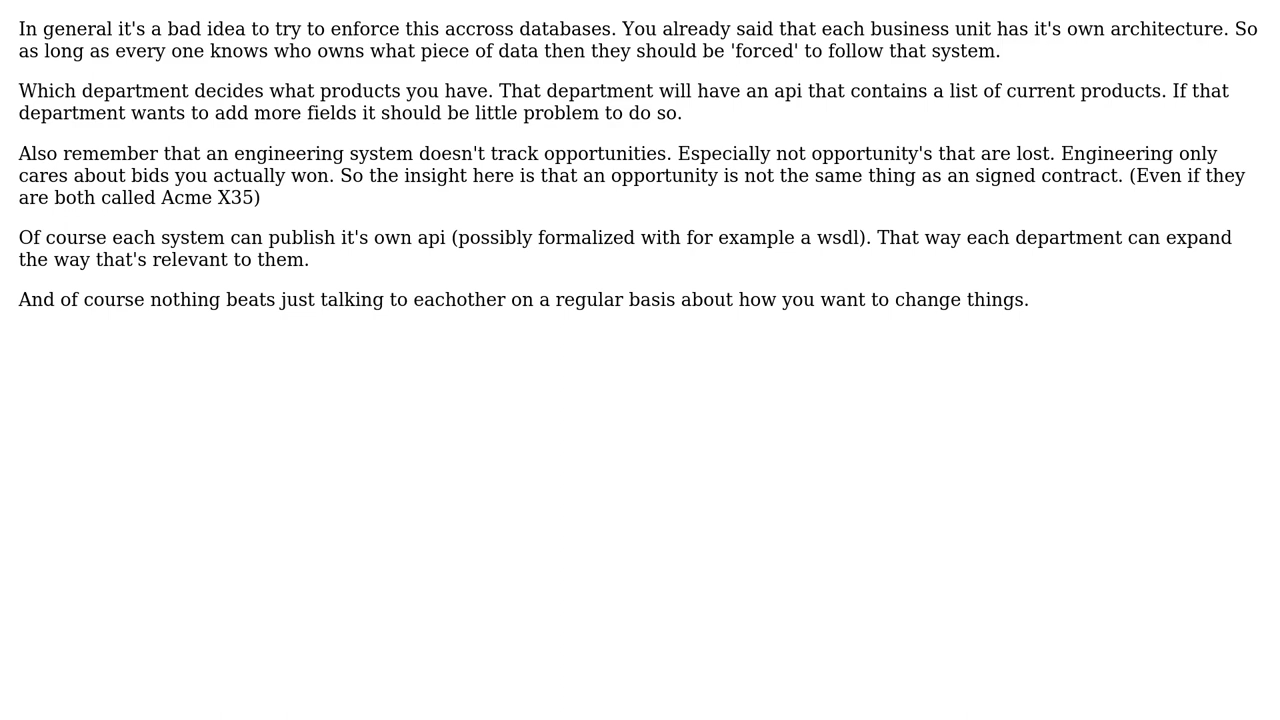 In general it's a bad idea to try to enforce this accross databases. You already said that each business unit has it's own architecture. So
as long as every one knows who owns what piece of data then they should be 'forced' to follow that system.
Which department decides what products you have. That department will have an api that contains a list of current products. If that
department wants to add more fields it should be little problem to do so.
Also remember that an engineering system doesn't track opportunities. Especially not opportunity's that are lost. Engineering only
cares about bids you actually won. So the insight here is that an opportunity is not the same thing as an signed contract. (Even if they
are both called Acme X35)
Of course each system can publish it's own api (possibly formalized with for example a wsdl). That way each department can expand
the way that's relevant to them.
And of course nothing beats just talking to eachother on a regular basis about how you want to change things.